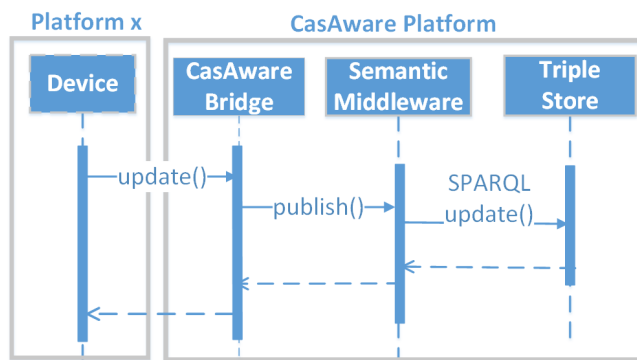 Platform x
CasAware Platform
Device
CasAware
Bridge
Semantic
Middleware
Triple
Store
update()
publish()
SPARQL
update()